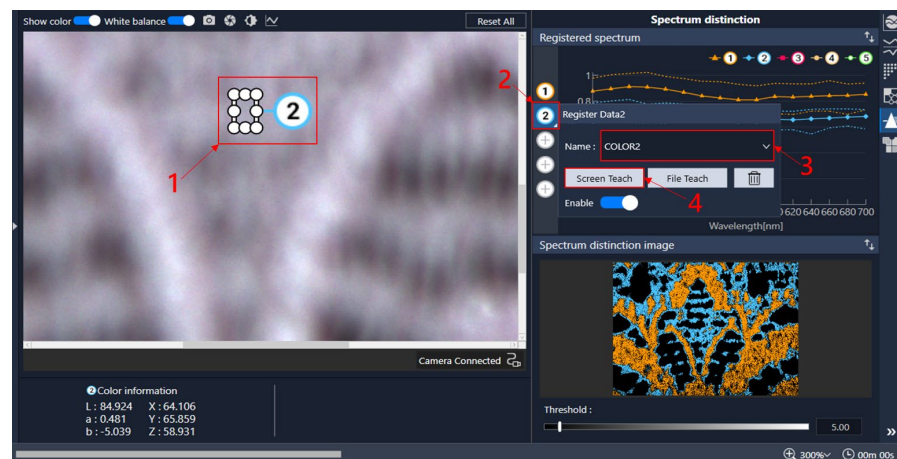 Show color White balance Reset All
Spectrum distinction
Registered spectrum
1 2 3 4 5
1
0.8
1
2
2
Register Data2
Name : COLOR2
3
Screen Teach File Teach
4
Enable
620 640 660 680 700
Wavelength[nm]
2
1
Spectrum distinction image
Camera Connected
2 Color information
L : 84.924 X : 64.106
a : 0.481 Y : 65.859
b : -5.039 Z : 58.931
Threshold :
5.00
»
300% 00m 00s